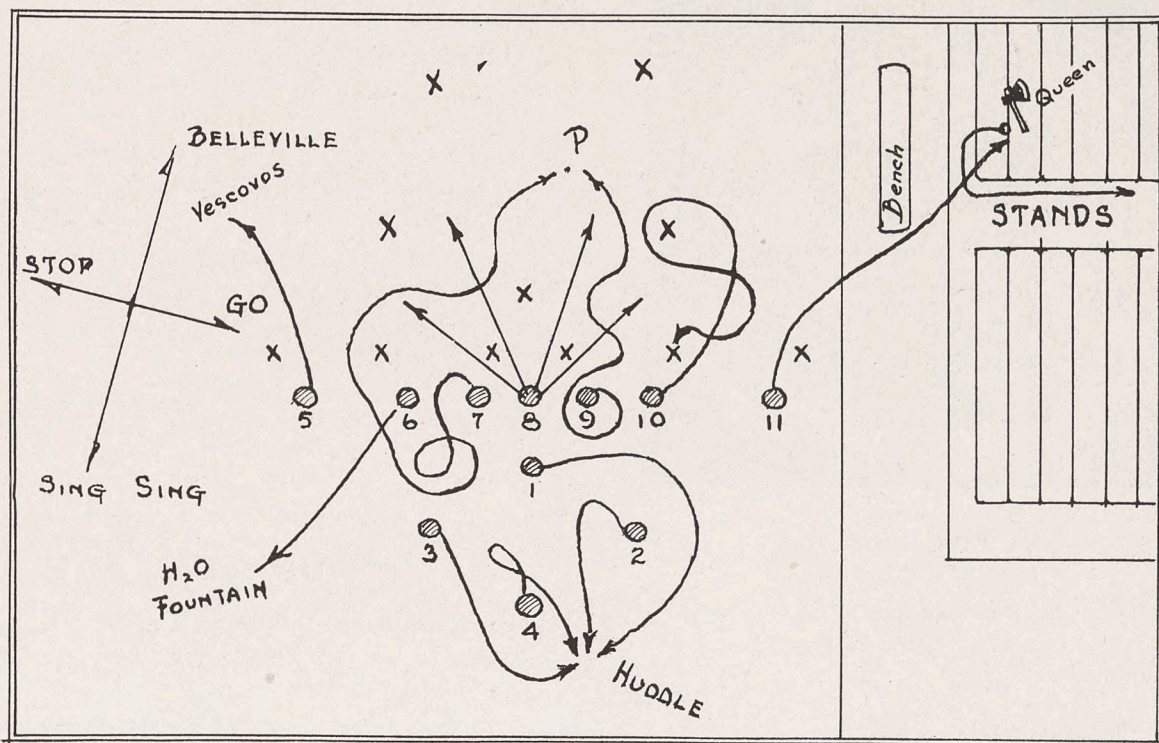 X
X
Queen
P
BELLEVILLE
Vescovos
Bench
X
X
STANDS
STOP
X
GO
X
X
X
X
X
X
5
6
7
8
9
10
11
1
SING SING
3
2
H₂O
FOUNTAIN
4
HUDDLE